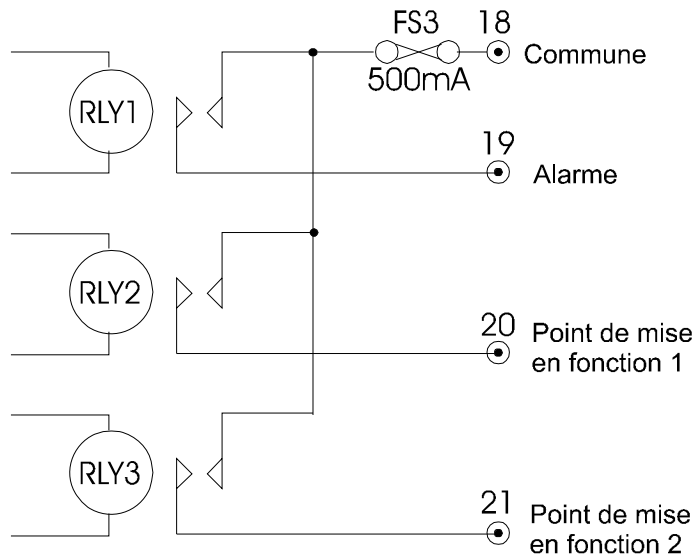 FS3
18
Commune
500mA
RLY1
19
Alarme
RLY2
20
Point de mise
en fonction 1
RLY3
21
Point de mise
en fonction 2